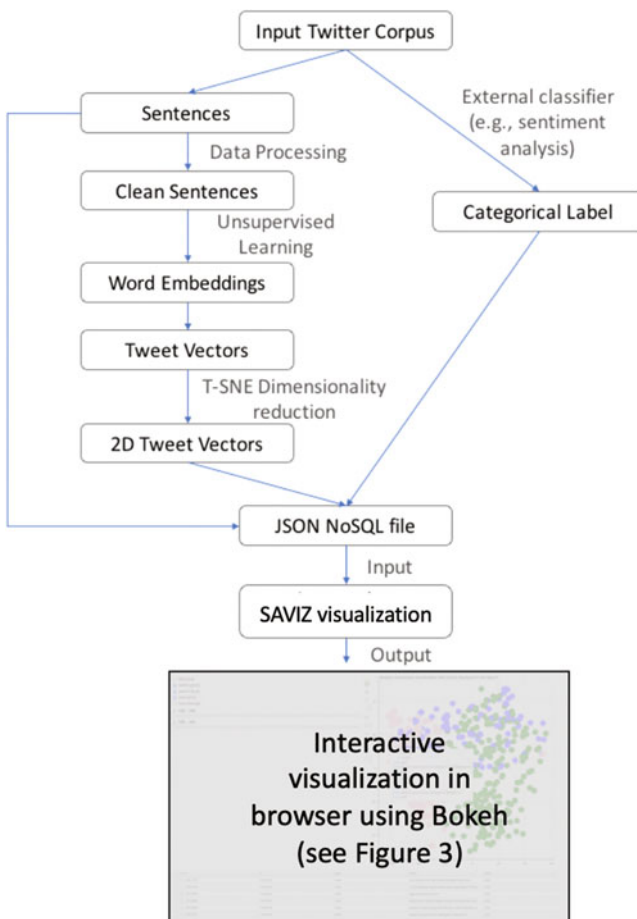 Input Twitter Corpus
External classifier
(e.g., sentiment
analysis)
Sentences
Data Processing
Clean Sentences
Categorical Label
Unsupervised
Learning
Word Embeddings
Tweet Vectors
T-SNE Dimensionality
reduction
2D Tweet Vectors
JSON NoSQL file
Input
SAVIZ visualization
Output
Interactive
visualization in
browser using Bokeh
(see Figure 3)